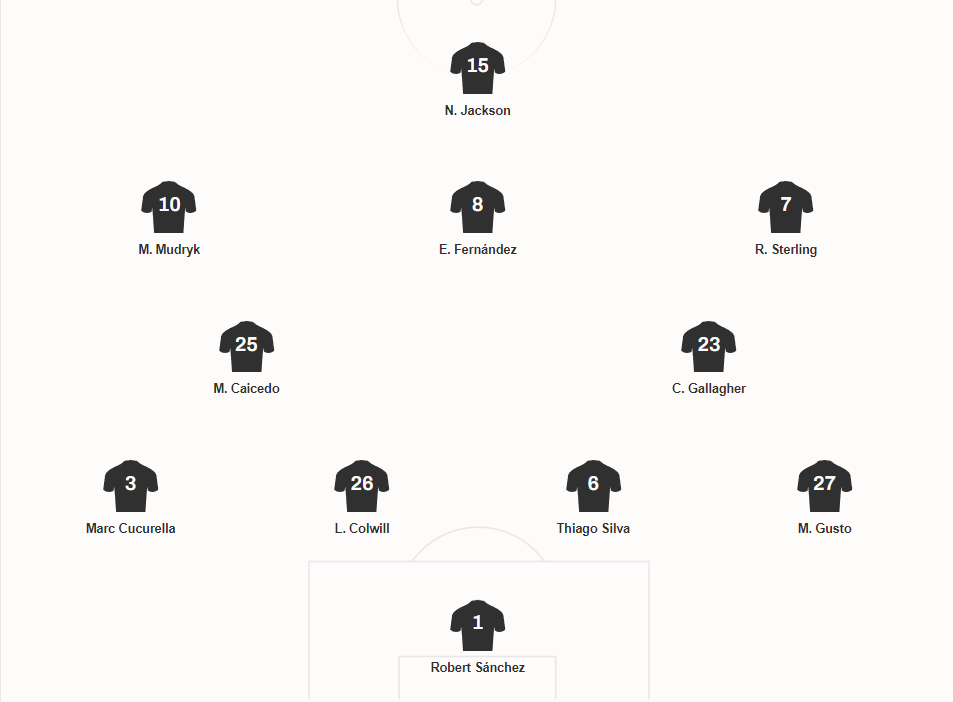 15
N. Jackson
10
M. Mudryk
8
E. Fernández
7
R. Sterling
25
M. Caicedo
23
C. Gallagher
3
Marc Cucurella
26
L. Colwill
6
Thiago Silva
27
M. Gusto
1
Robert Sánchez